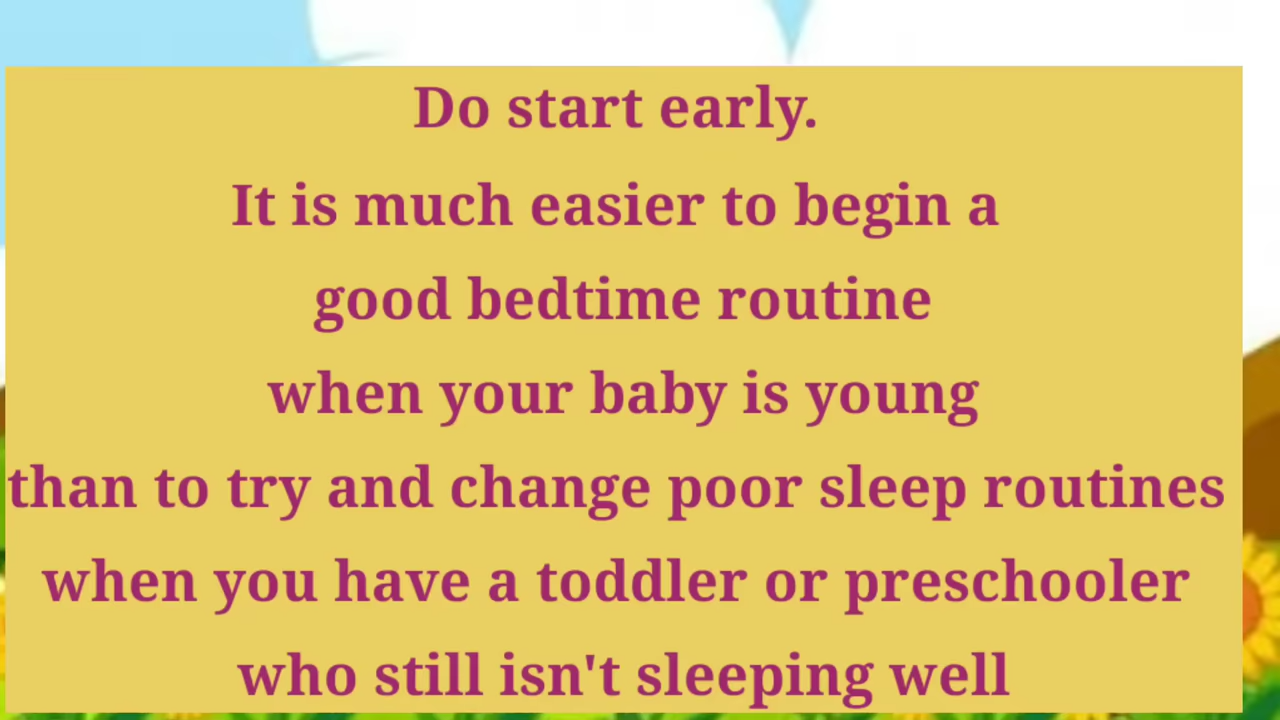 Do start early.
It is much easier to begin a
good bedtime routine
when your baby is young
than to try and change poor sleep routines
when you have a toddler or preschooler
who still isn't sleeping well